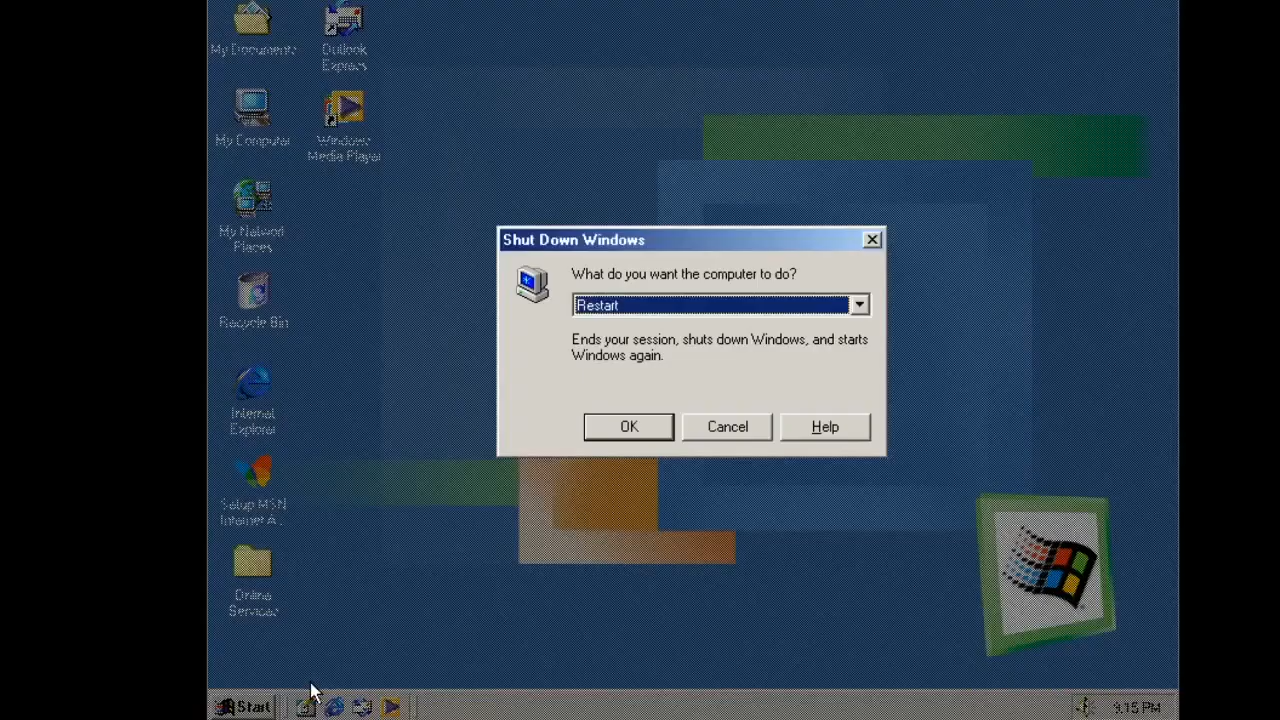 My Documents
Outlook
Express
My Computer
Windows
Media Player
My Network
Places
Recycle Bin
Internet
Explorer
Setup MSN
Internet A...
Online
Services
Shut Down Windows
What do you want the computer to do?
Restart
Ends your session, shuts down Windows, and starts
Windows again.
OK
Cancel
Help
Start
9:15 PM